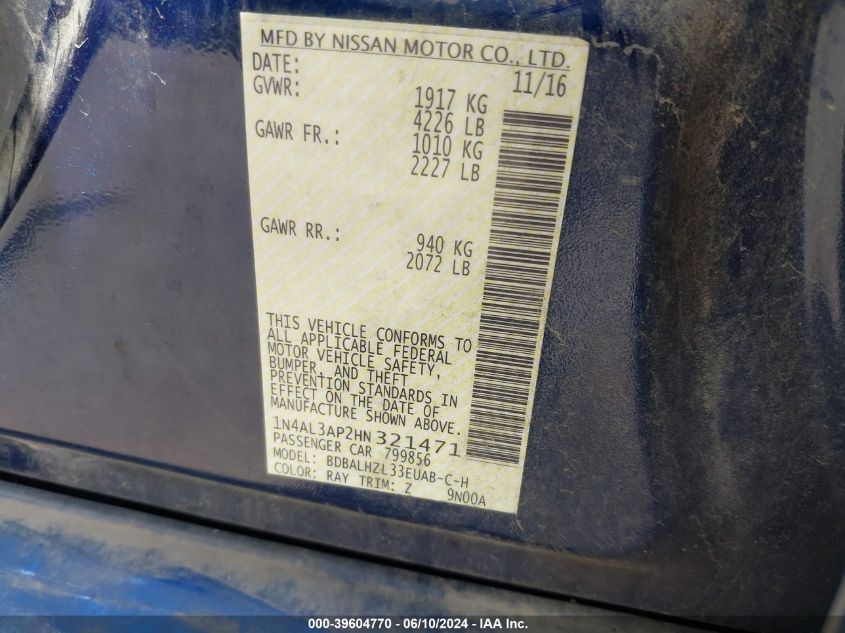 MFD BY NISSAN MOTOR CO., LTD.
DATE: 11/16
GVWR: 1917 KG
4226 LB
GAWR FR.: 1010 KG
2227 LB
GAWR RR.: 940 KG
2072 LB
THIS VEHICLE CONFORMS TO
ALL APPLICABLE FEDERAL
MOTOR VEHICLE SAFETY,
BUMPER, AND THEFT
PREVENTION STANDARDS IN
EFFECT ON THE DATE OF
MANUFACTURE SHOWN ABOVE.
1N4AL3AP2HN321471
PASSENGER CAR 799856
MODEL: BDBALHZL33EUAB-C-H
COLOR: RAY TRIM: Z 9N00A
000-39604770 - 06/10/2024 - IAA Inc.